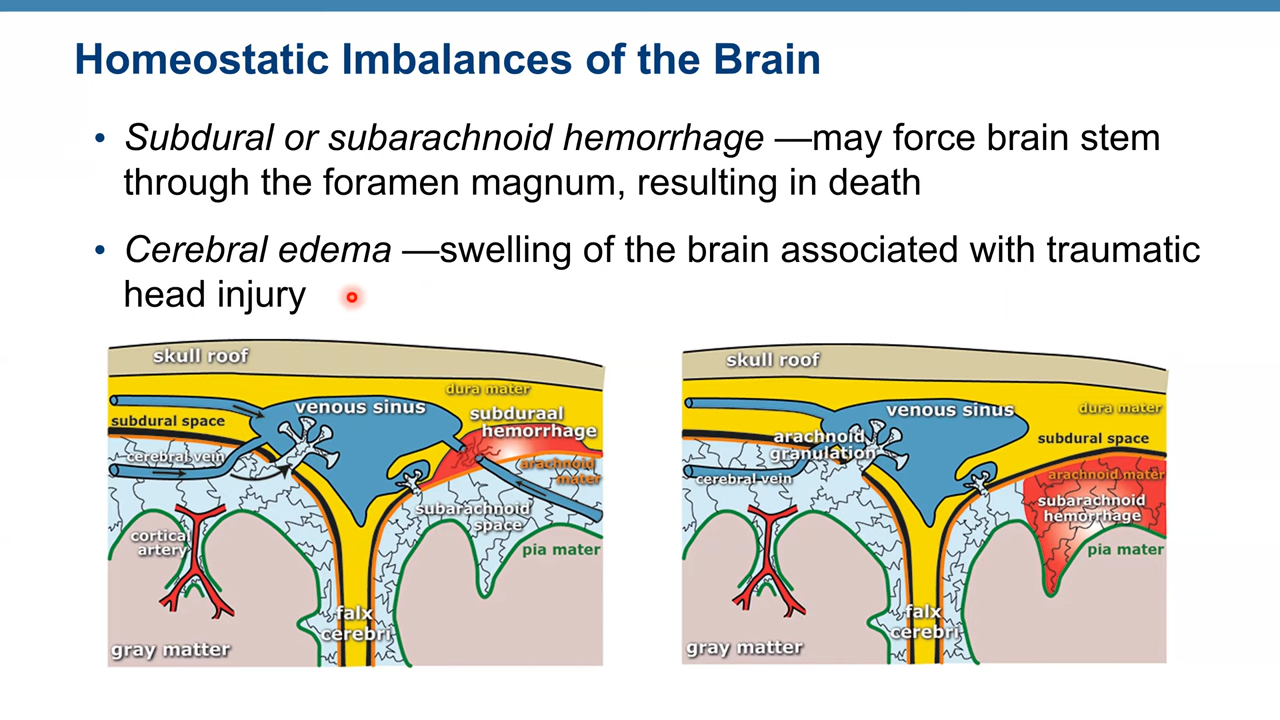 Homeostatic Imbalances of the Brain
• Subdural or subarachnoid hemorrhage —may force brain stem
through the foramen magnum, resulting in death
• Cerebral edema —swelling of the brain associated with traumatic
head injury
skull roof
dura mater
venous sinus
subdural space
subduraal
hemorrhage
cerebral vein
arachnoid
mater
subarachnoid
space
cortical
artery
pia mater
falx
cerebri
gray matter
skull roof
venous sinus
dura mater
arachnoid
granulation
subdural space
cerebral vein
arachnoid mater
subarachnoid
hemorrhage
pia mater
falx
cerebri
gray matter